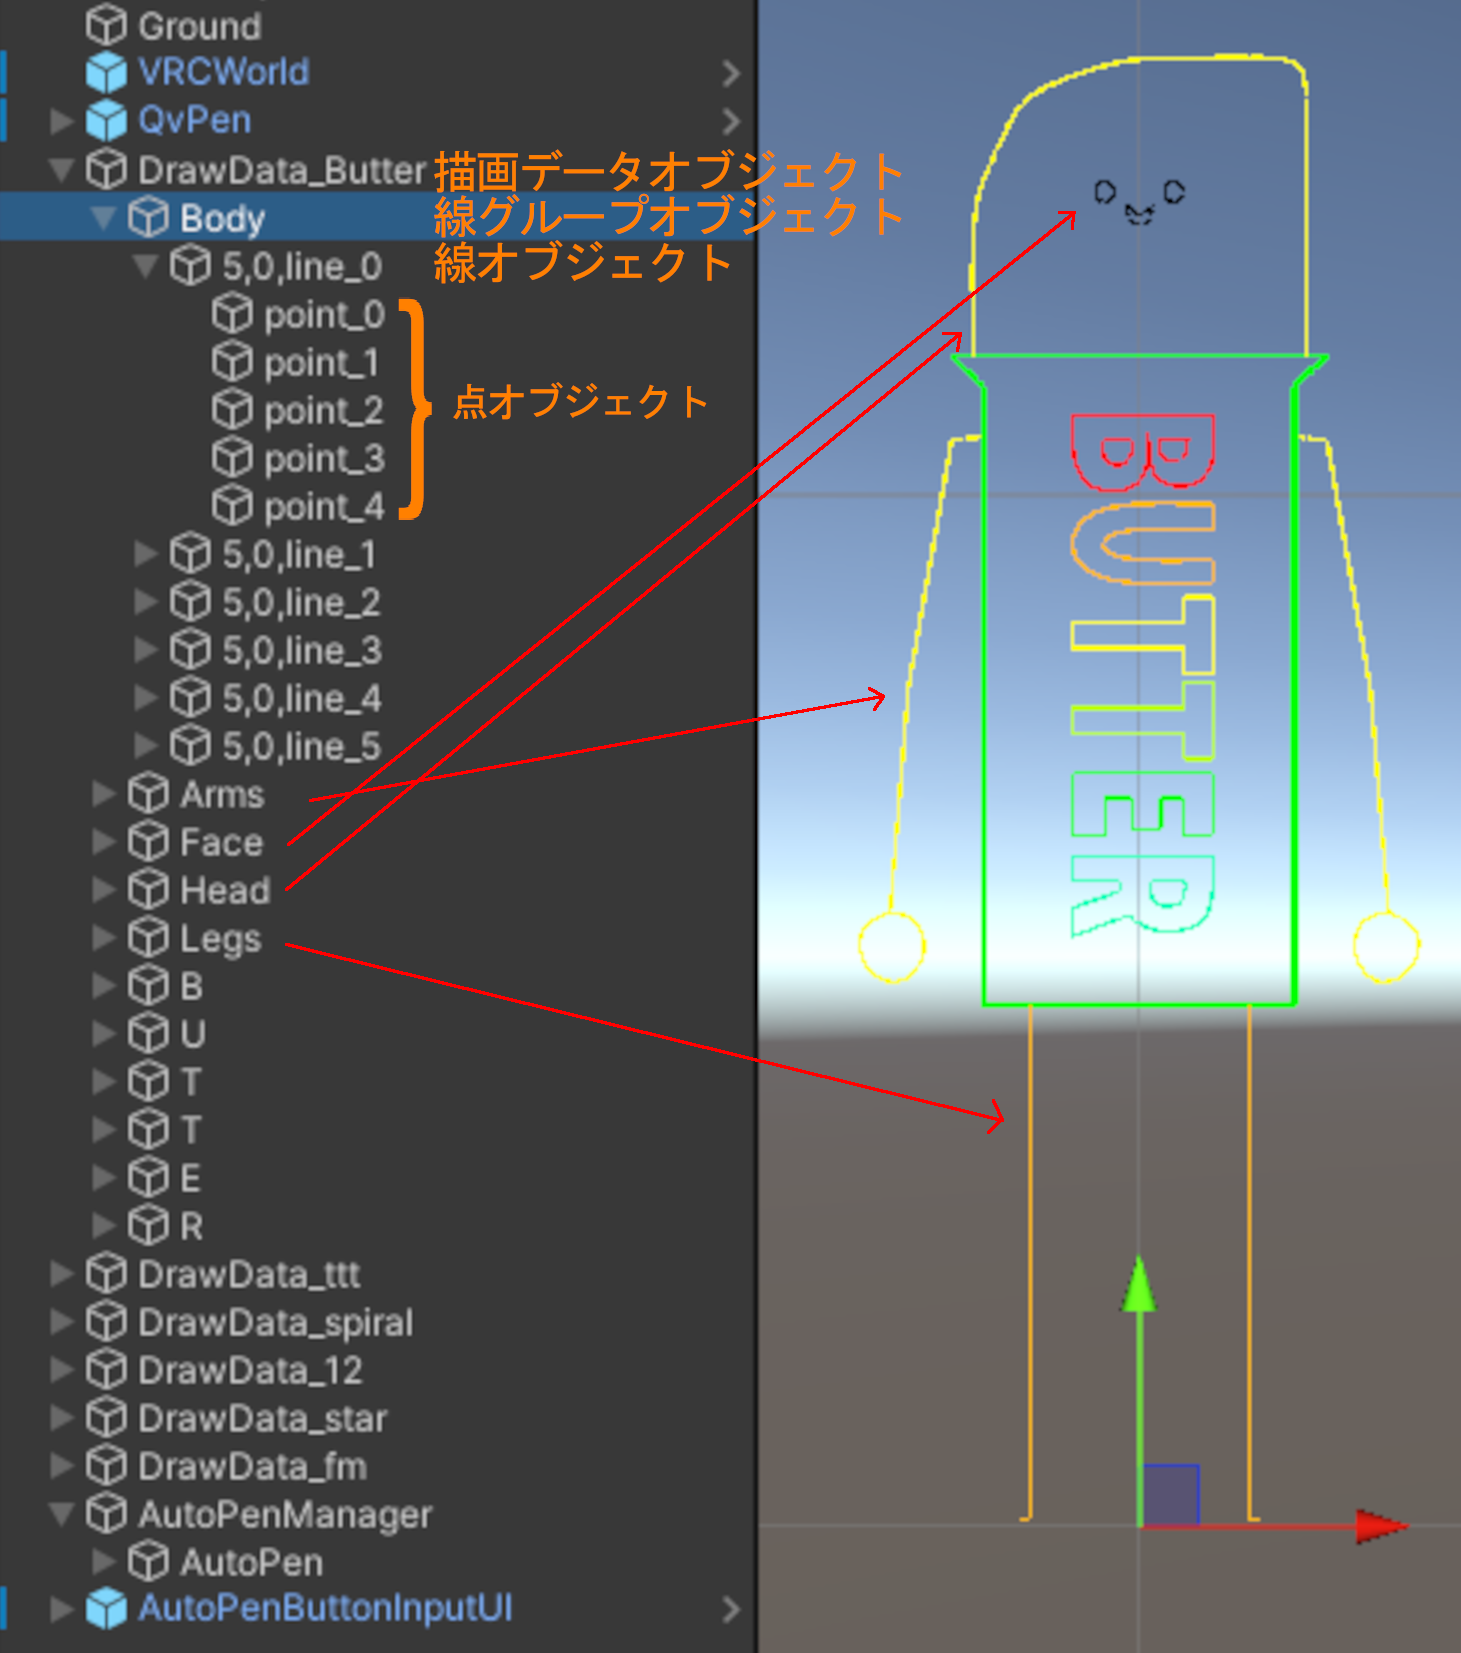 Ground
VRCWorld
QvPen
DrawData_Butter 描画データオブジェクト
Body 線グループオブジェクト
5,0,line_0 線オブジェクト
point_0
point_1
point_2
point_3
point_4
点オブジェクト
5,0,line_1
5,0,line_2
5,0,line_3
5,0,line_4
5,0,line_5
Arms
Face
Head
Legs
B
U
T
T
E
R
DrawData_ttt
DrawData_spiral
DrawData_12
DrawData_star
DrawData_fm
AutoPenManager
AutoPen
AutoPenButtonInputUI
BUTTER